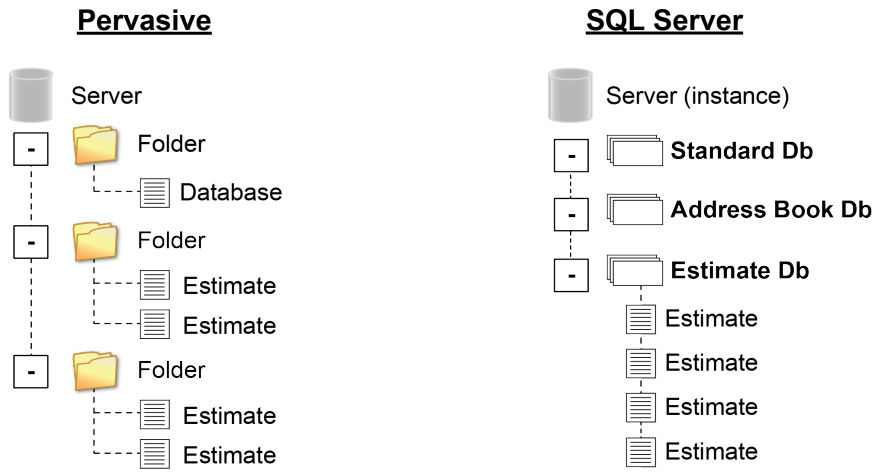 Pervasive
Server
-
Folder
Database
-
Folder
Estimate
Estimate
-
Folder
Estimate
Estimate
SQL Server
Server (instance)
-
Standard Db
-
Address Book Db
-
Estimate Db
Estimate
Estimate
Estimate
Estimate